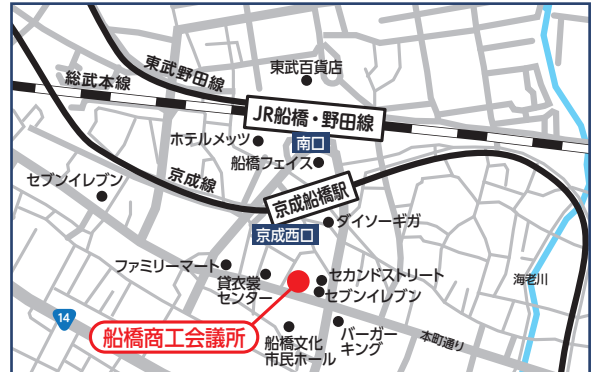 東武野田線
東武百貨店
総武本線
JR船橋・野田線
ホテルメッツ
南口
船橋フェイス
セブンイレブン
京成線
京成船橋駅
ダイソーギガ
京成西口
ファミリーマート
貸衣裳
センター
セカンドストリート
セブンイレブン
海老川
14
船橋商工会議所
船橋文化
市民ホール
バーガー
キング
本町通り